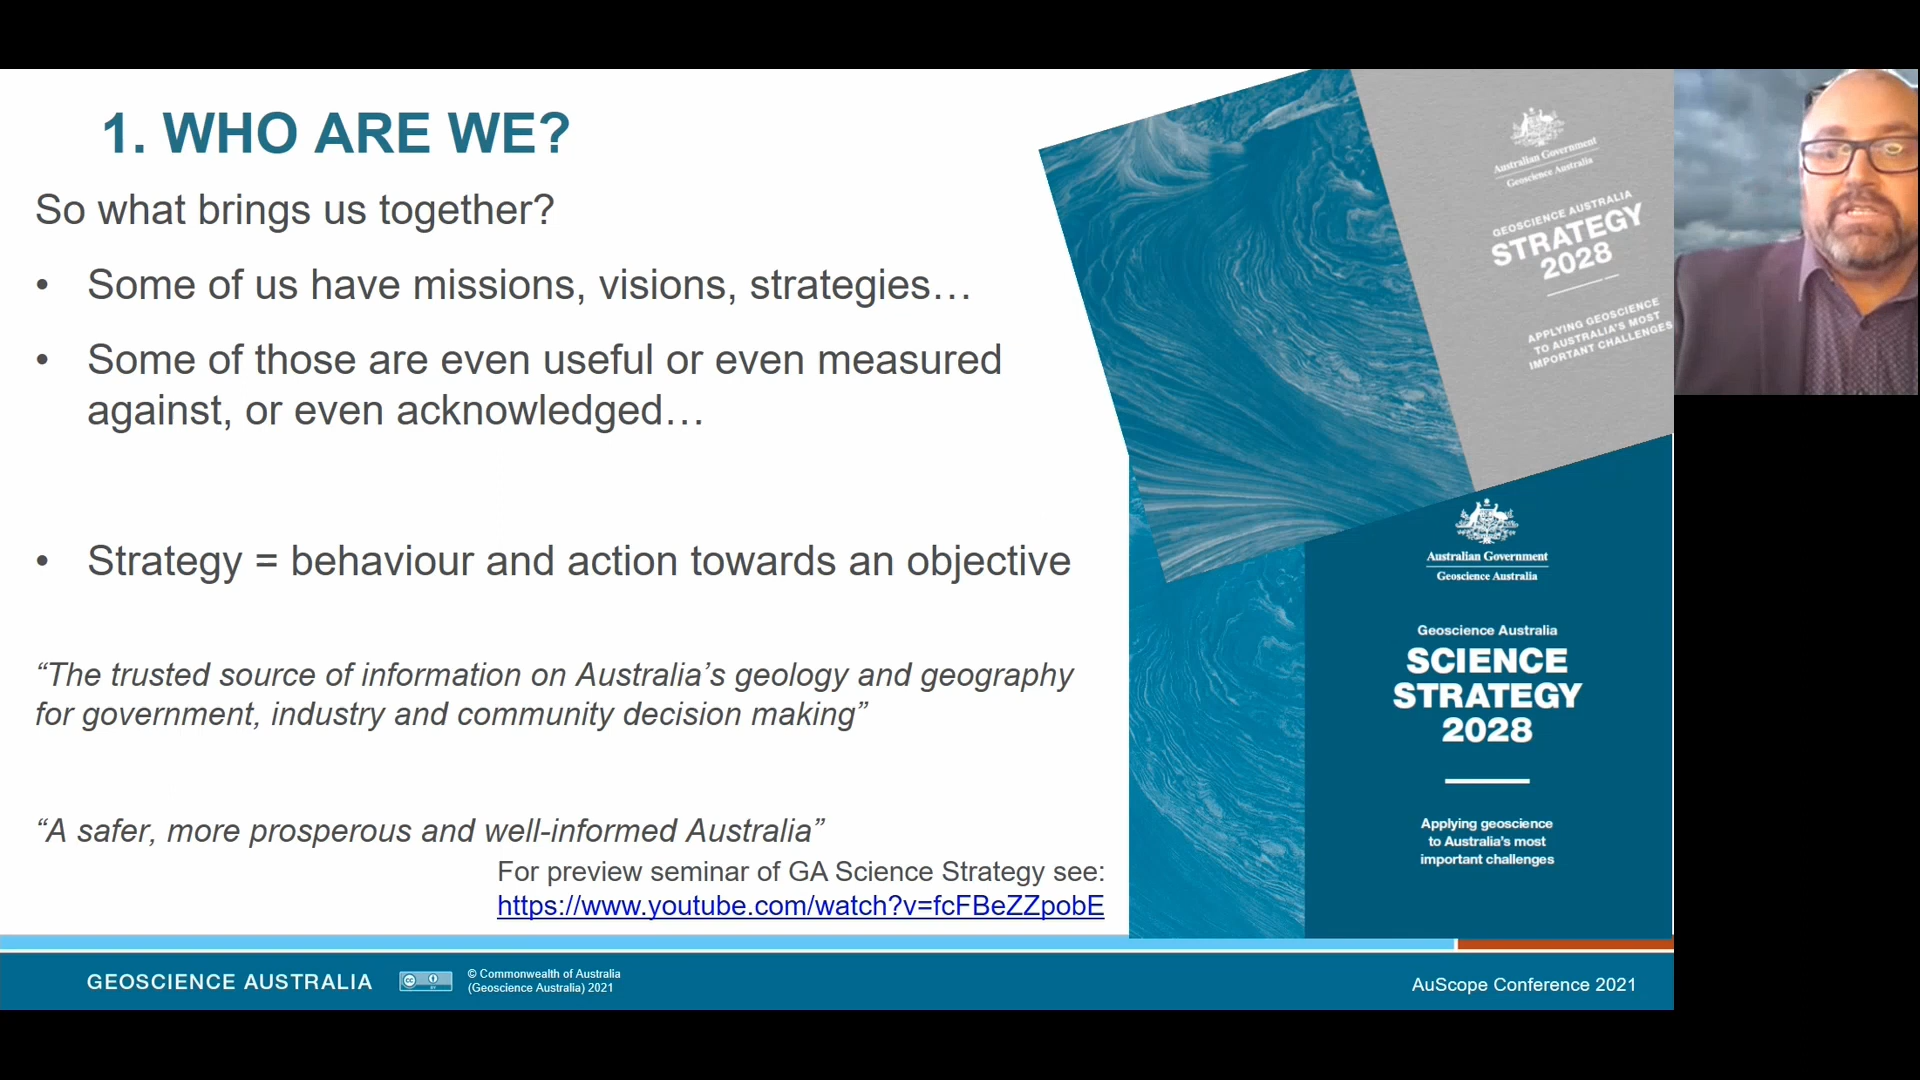 1. WHO ARE WE?
So what brings us together?
• Some of us have missions, visions, strategies…
• Some of those are even useful or even measured
against, or even acknowledged…
• Strategy = behaviour and action towards an objective
“The trusted source of information on Australia’s geology and geography
for government, industry and community decision making”
“A safer, more prosperous and well-informed Australia”
For preview seminar of GA Science Strategy see:
https://www.youtube.com/watch?v=fcFBeZZpobE
Australian Government
Geoscience Australia
GEOSCIENCE AUSTRALIA
STRATEGY
2028
APPLYING GEOSCIENCE
TO AUSTRALIA'S MOST
IMPORTANT CHALLENGES
Australian Government
Geoscience Australia
Geoscience Australia
SCIENCE
STRATEGY
2028
Applying geoscience
to Australia's most
important challenges
GEOSCIENCE AUSTRALIA
cc
BY
© Commonwealth of Australia
(Geoscience Australia) 2021
AuScope Conference 2021